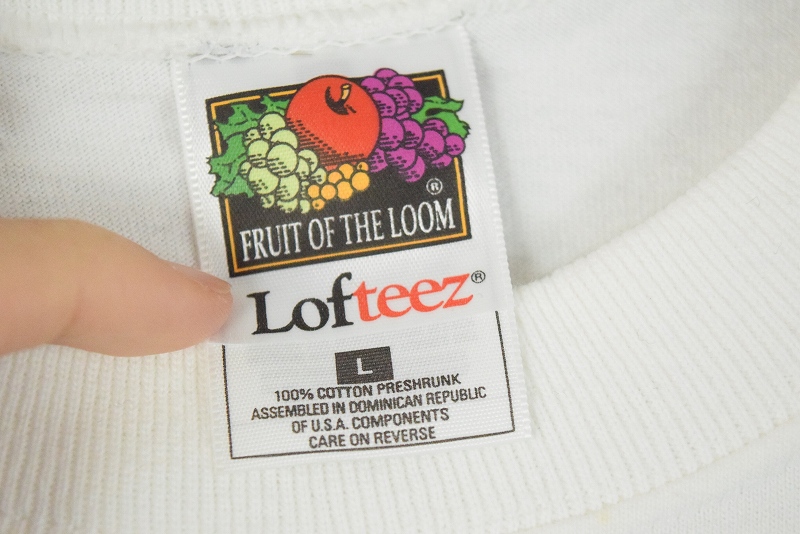 ®
FRUIT OF THE LOOM
Lofteez®
L
100% COTTON PRESHRUNK
ASSEMBLED IN DOMINICAN REPUBLIC
OF U.S.A. COMPONENTS
CARE ON REVERSE